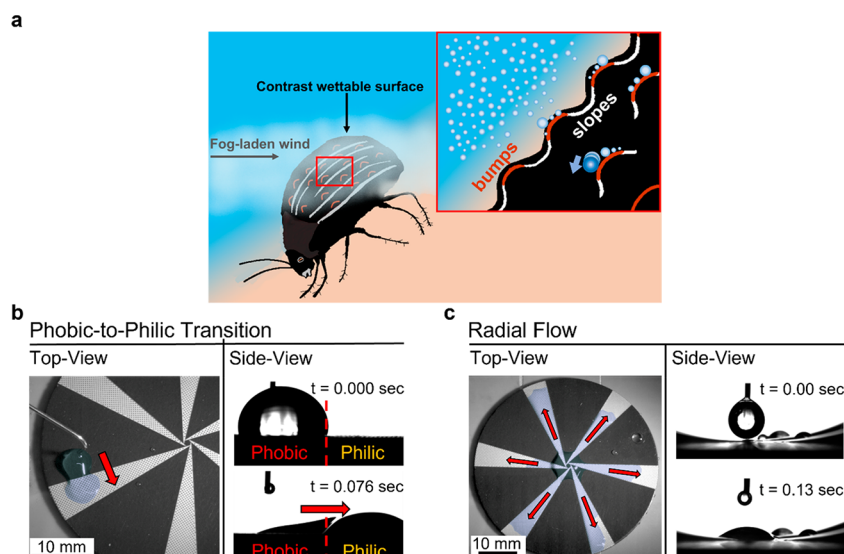 a
Contrast wettable surface
Fog-laden wind
bumps
slopes
b
Phobic-to-Philic Transition
Top-View
Side-View
t = 0.000 sec
Phobic
Philic
t = 0.076 sec
Phobic
Philic
10 mm
c
Radial Flow
Top-View
Side-View
t = 0.00 sec
t = 0.13 sec
10 mm